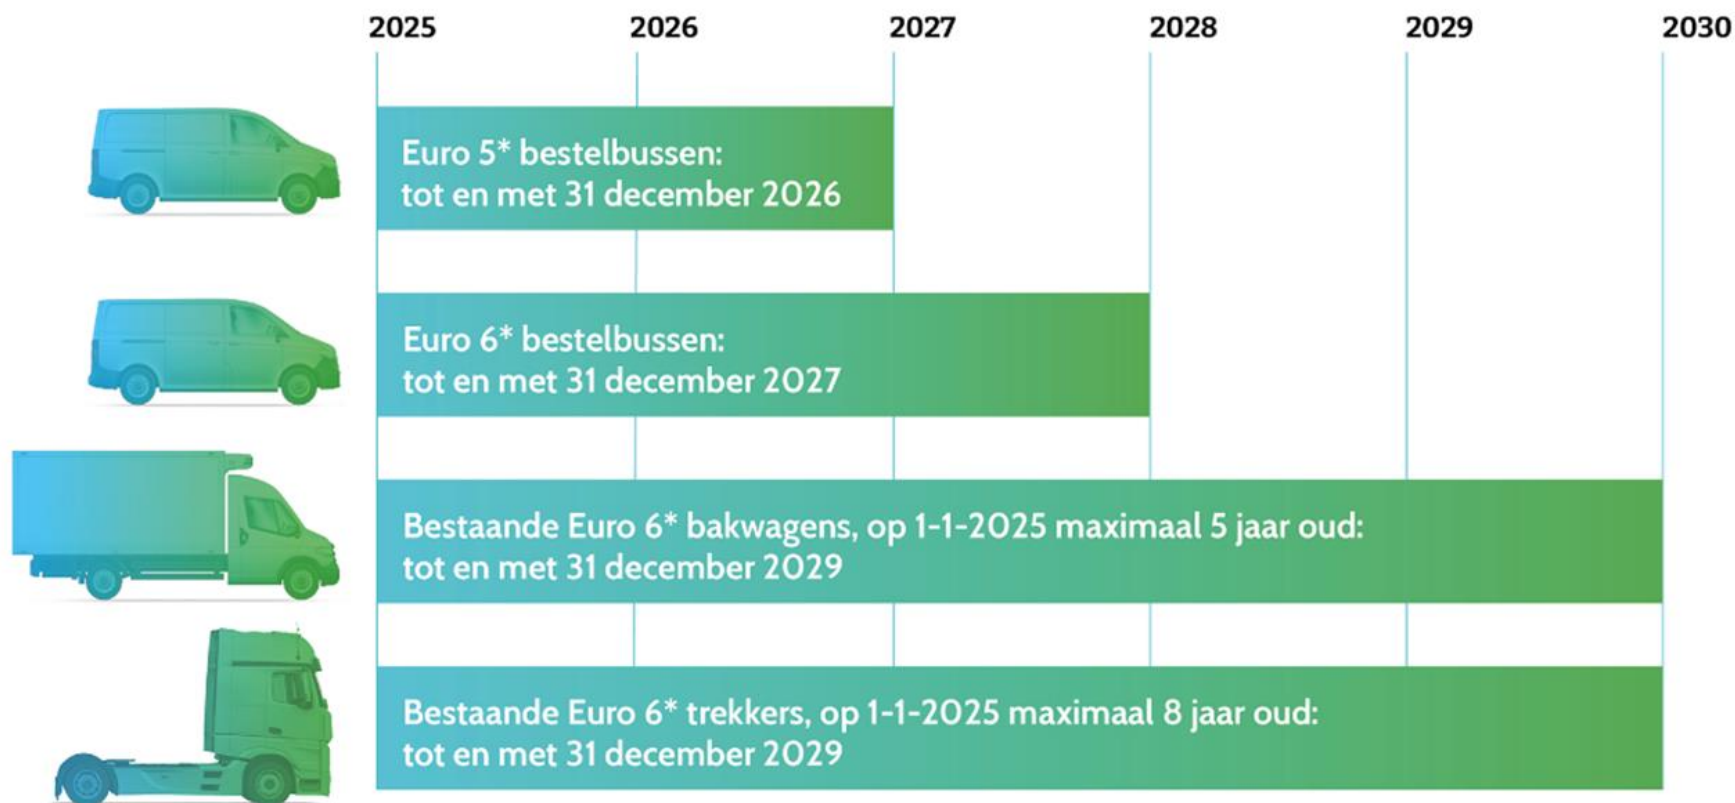 2025 2026 2027 2028 2029 2030
Euro 5* bestelbussen:
tot en met 31 december 2026
Euro 6* bestelbussen:
tot en met 31 december 2027
Bestaande Euro 6* bakwagens, op 1-1-2025 maximaal 5 jaar oud:
tot en met 31 december 2029
Bestaande Euro 6* trekkers, op 1-1-2025 maximaal 8 jaar oud:
tot en met 31 december 2029